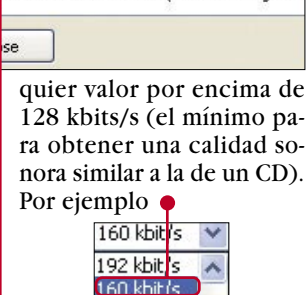 ose
quier valor por encima de
128 kbits/s (el mínimo pa-
ra obtener una calidad so-
nora similar a la de un CD).
Por ejemplo
160 kbit/s
192 kbit/s
160 kbit/s